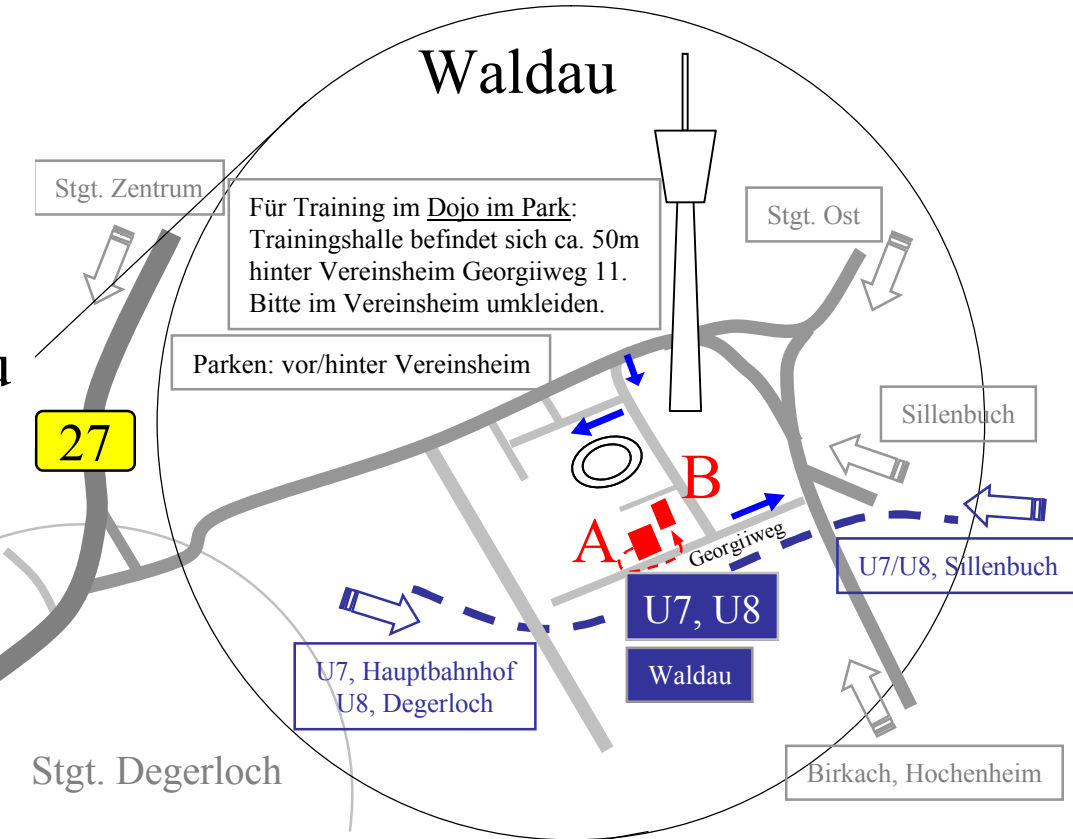 Waldau
Stgt. Zentrum
Für Training im Dojo im Park:
Trainingshalle befindet sich ca. 50m
hinter Vereinsheim Georgiiweg 11.
Bitte im Vereinsheim umkleiden.
Stgt. Ost
Parken: vor/hinter Vereinsheim
u
27
Sillenbuch
B
A
Georgiiweg
U7/U8, Sillenbuch
U7, U8
Waldau
U7, Hauptbahnhof
U8, Degerloch
Stgt. Degerloch
Birkach, Hochenheim